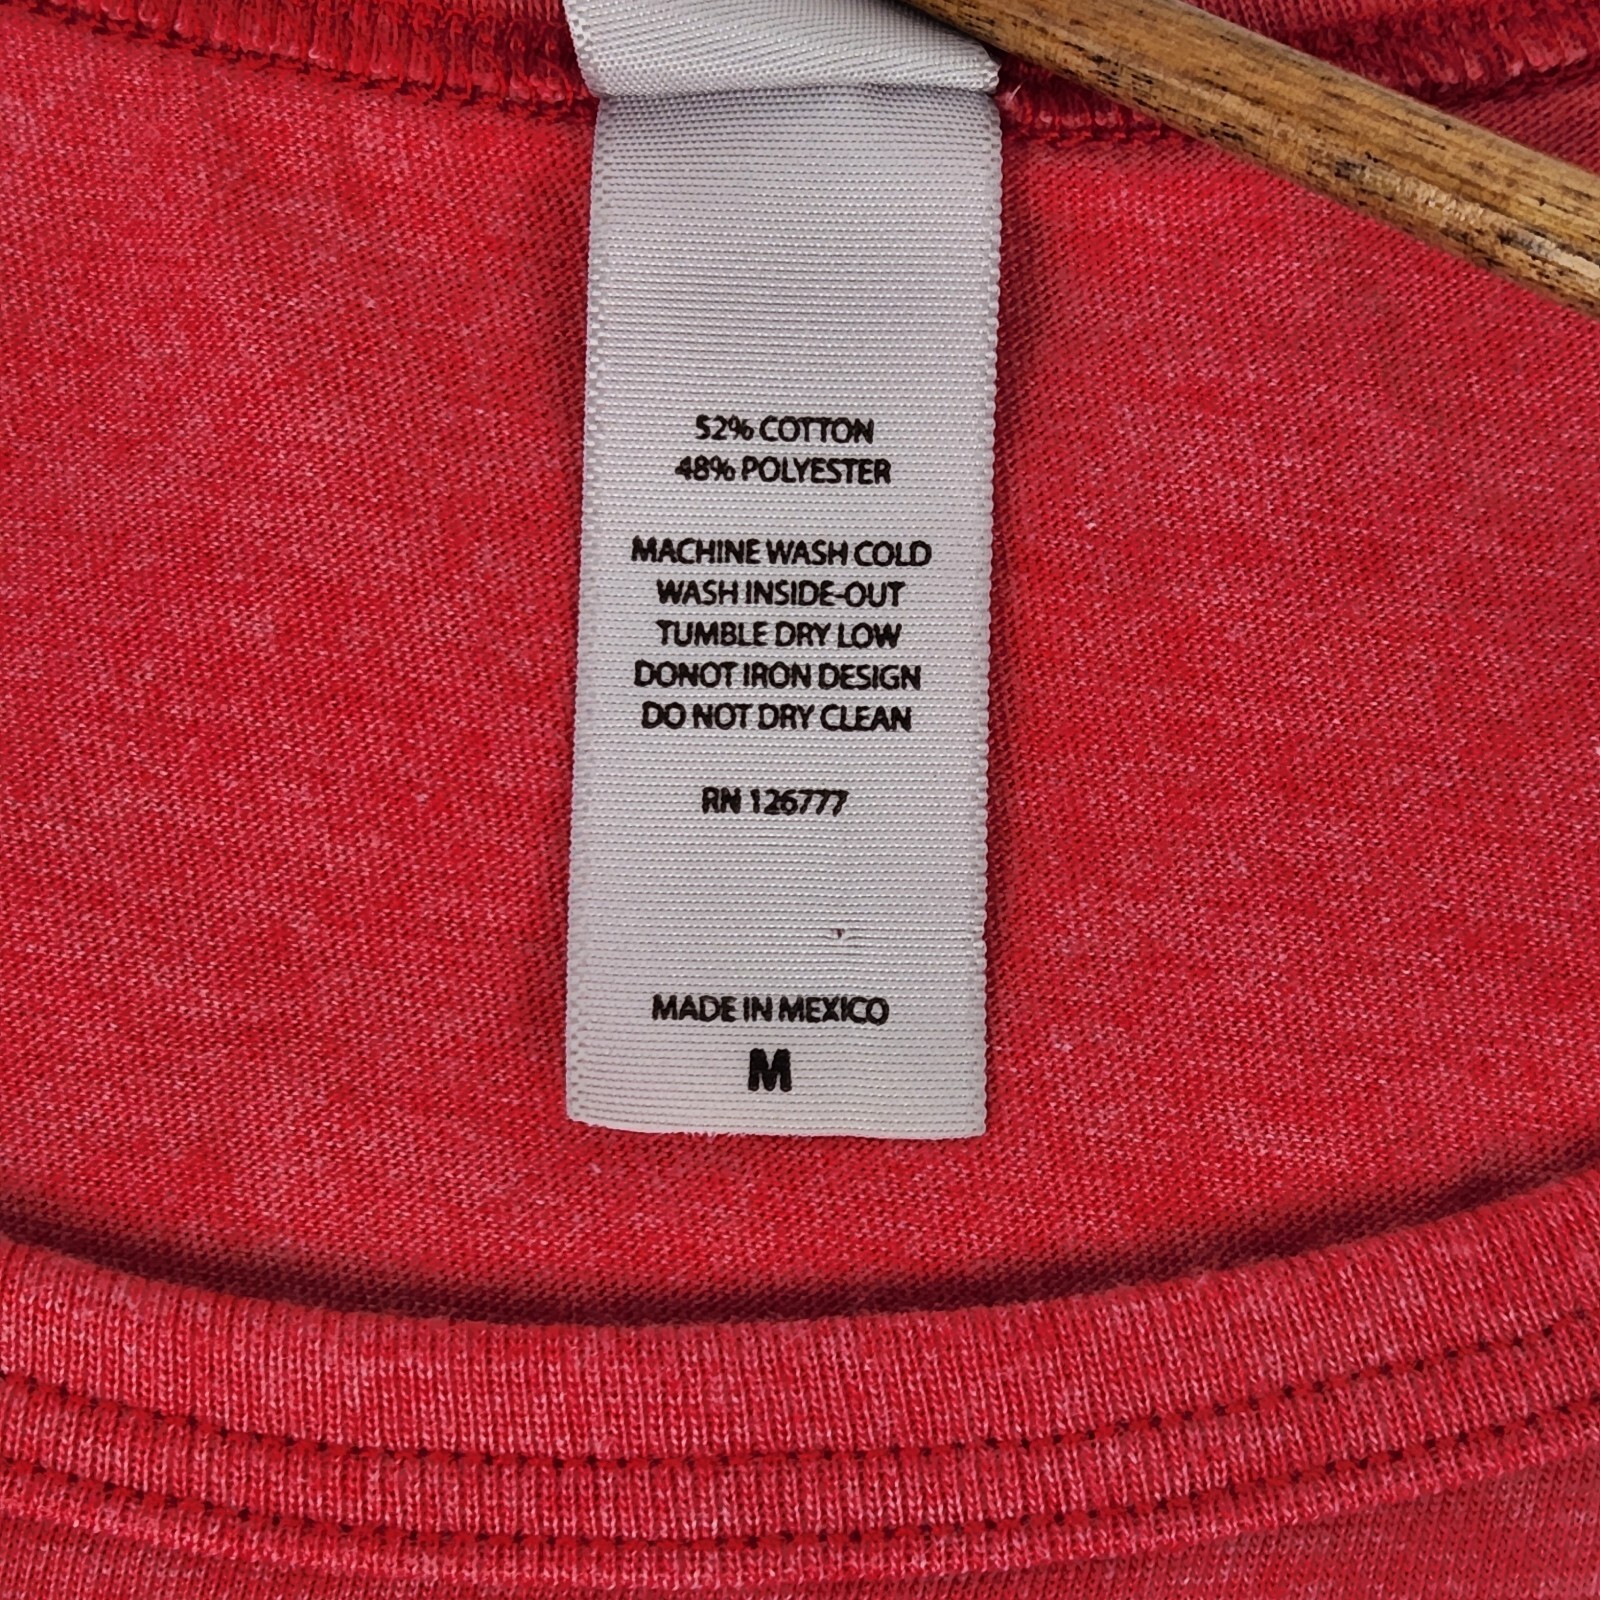 52% COTTON
48% POLYESTER
MACHINE WASH COLD
WASH INSIDE-OUT
TUMBLE DRY LOW
DONOT IRON DESIGN
DO NOT DRY CLEAN
RN 126777
MADE IN MEXICO
M